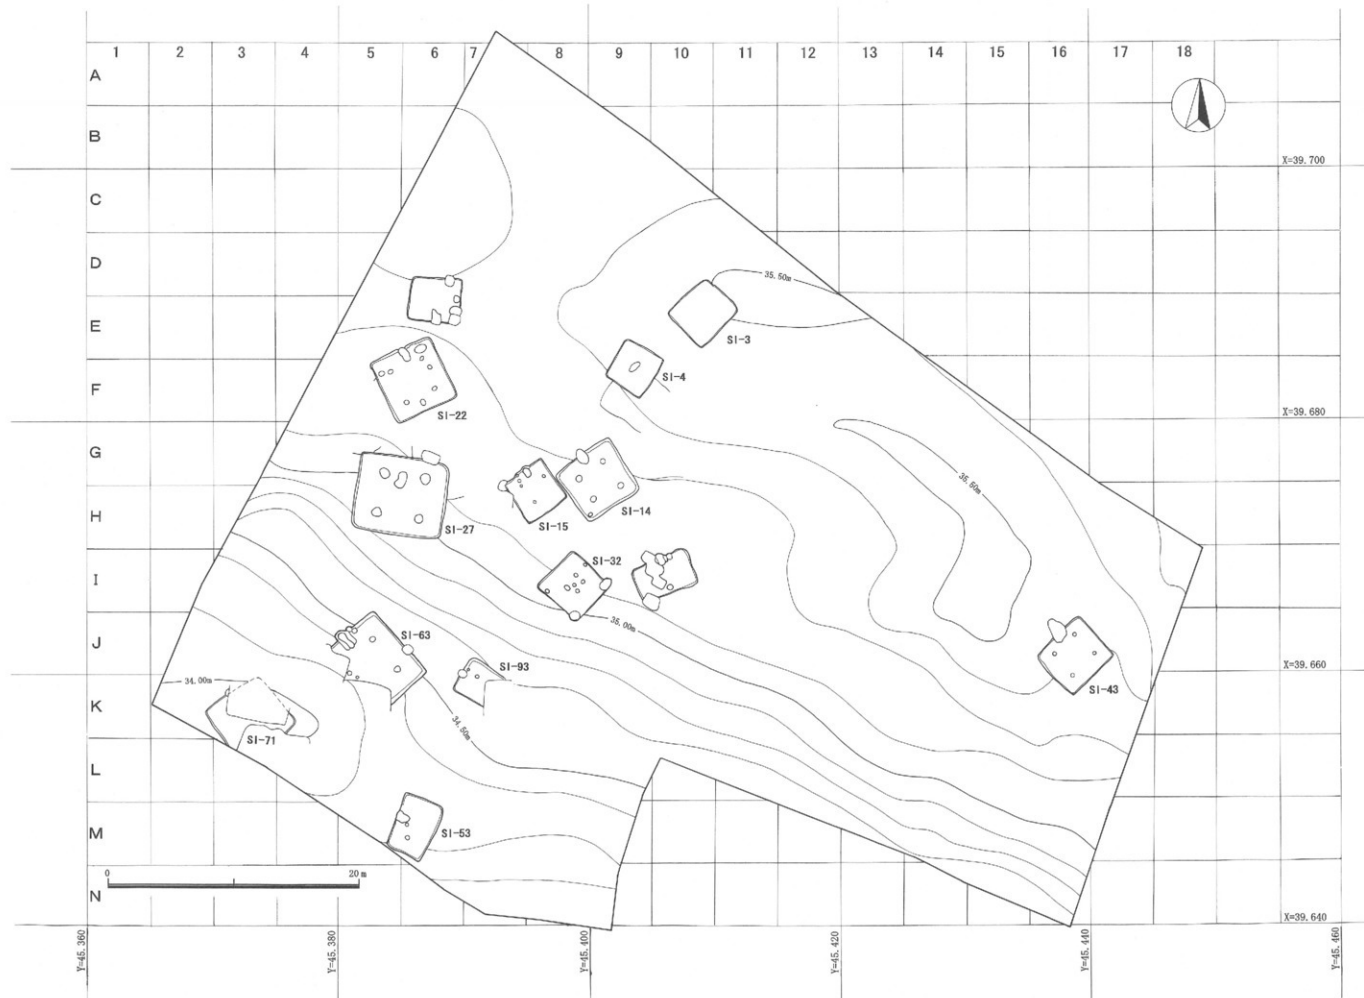 1 2 3 4 5 6 7 8 9 10 11 12 13 14 15 16 17 18
A
B
X=39.700
C
D
35.50m
E
SI-3
SI-4
F
X=39.680
SI-22
G
35.50m
SI-14
H
SI-15
SI-27
SI-32
I
35.00m
SI-63
J
X=39.660
SI-93
34.00m
SI-43
K
34.50m
SI-71
L
M
SI-53
0 20m
N
X=39.640
Y=45.360
Y=45.380
Y=45.400
Y=45.420
Y=45.440
Y=45.460